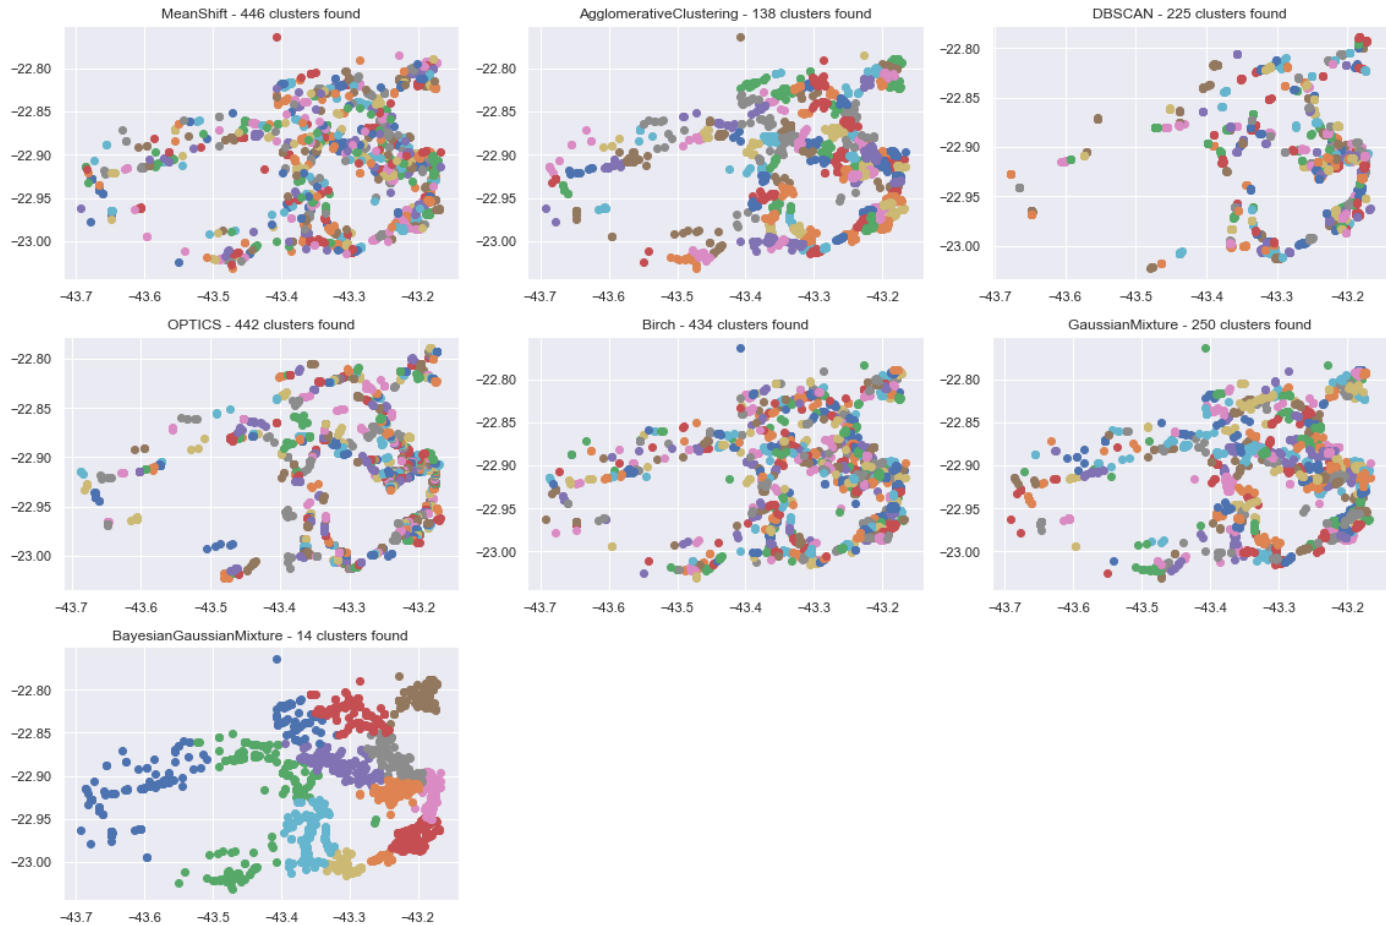 MeanShift - 446 clusters found
AgglomerativeClustering - 138 clusters found
DBSCAN - 225 clusters found
−22.80
−22.85
−22.90
−22.95
−23.00
−43.7 −43.6 −43.5 −43.4 −43.3 −43.2
−22.80
−22.85
−22.90
−22.95
−23.00
−43.7 −43.6 −43.5 −43.4 −43.3 −43.2
−22.80
−22.85
−22.90
−22.95
−23.00
−43.7 −43.6 −43.5 −43.4 −43.3 −43.2
OPTICS - 442 clusters found
Birch - 434 clusters found
GaussianMixture - 250 clusters found
−22.80
−22.85
−22.90
−22.95
−23.00
−43.7 −43.6 −43.5 −43.4 −43.3 −43.2
−22.80
−22.85
−22.90
−22.95
−23.00
−43.7 −43.6 −43.5 −43.4 −43.3 −43.2
−22.80
−22.85
−22.90
−22.95
−23.00
−43.7 −43.6 −43.5 −43.4 −43.3 −43.2
BayesianGaussianMixture - 14 clusters found
−22.80
−22.85
−22.90
−22.95
−23.00
−43.7 −43.6 −43.5 −43.4 −43.3 −43.2